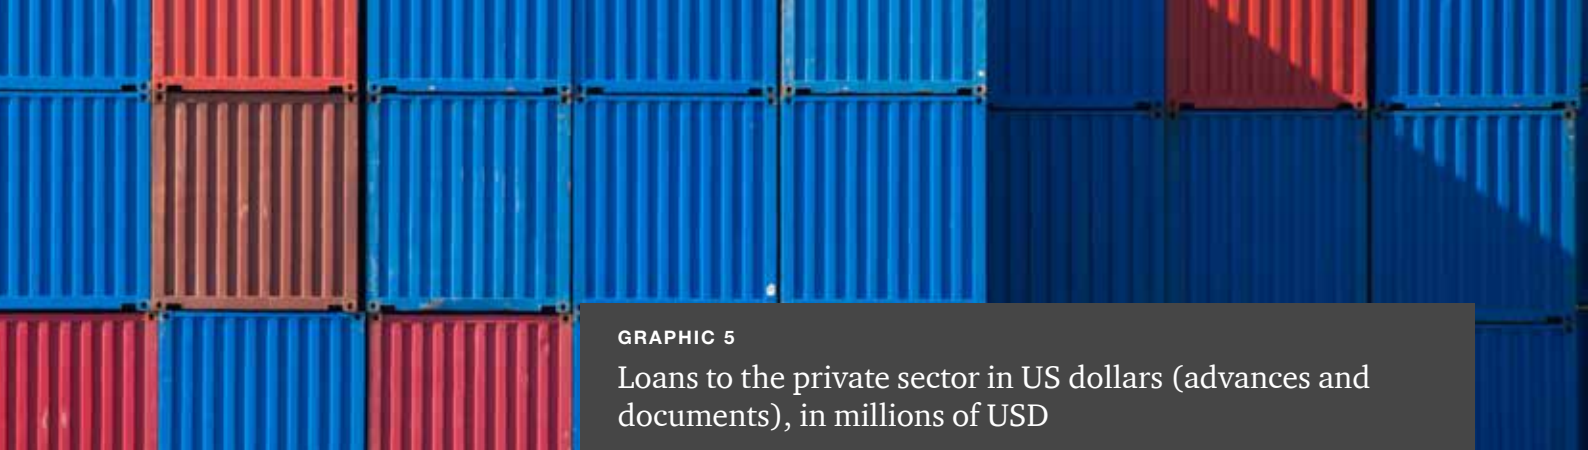 GRAPHIC 5
Loans to the private sector in US dollars (advances and
documents), in millions of USD